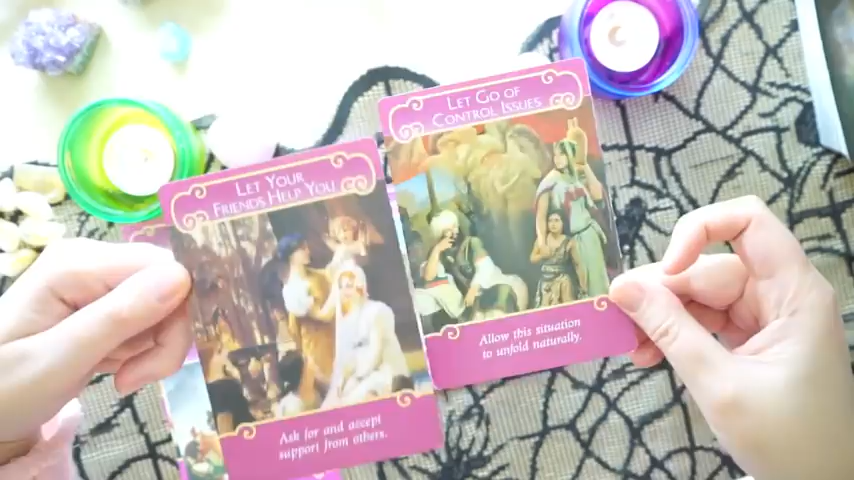 LET YOUR
FRIENDS HELP YOU
Ask for and accept
support from others.
LET GO OF
CONTROL ISSUES
Allow this situation
to unfold naturally.